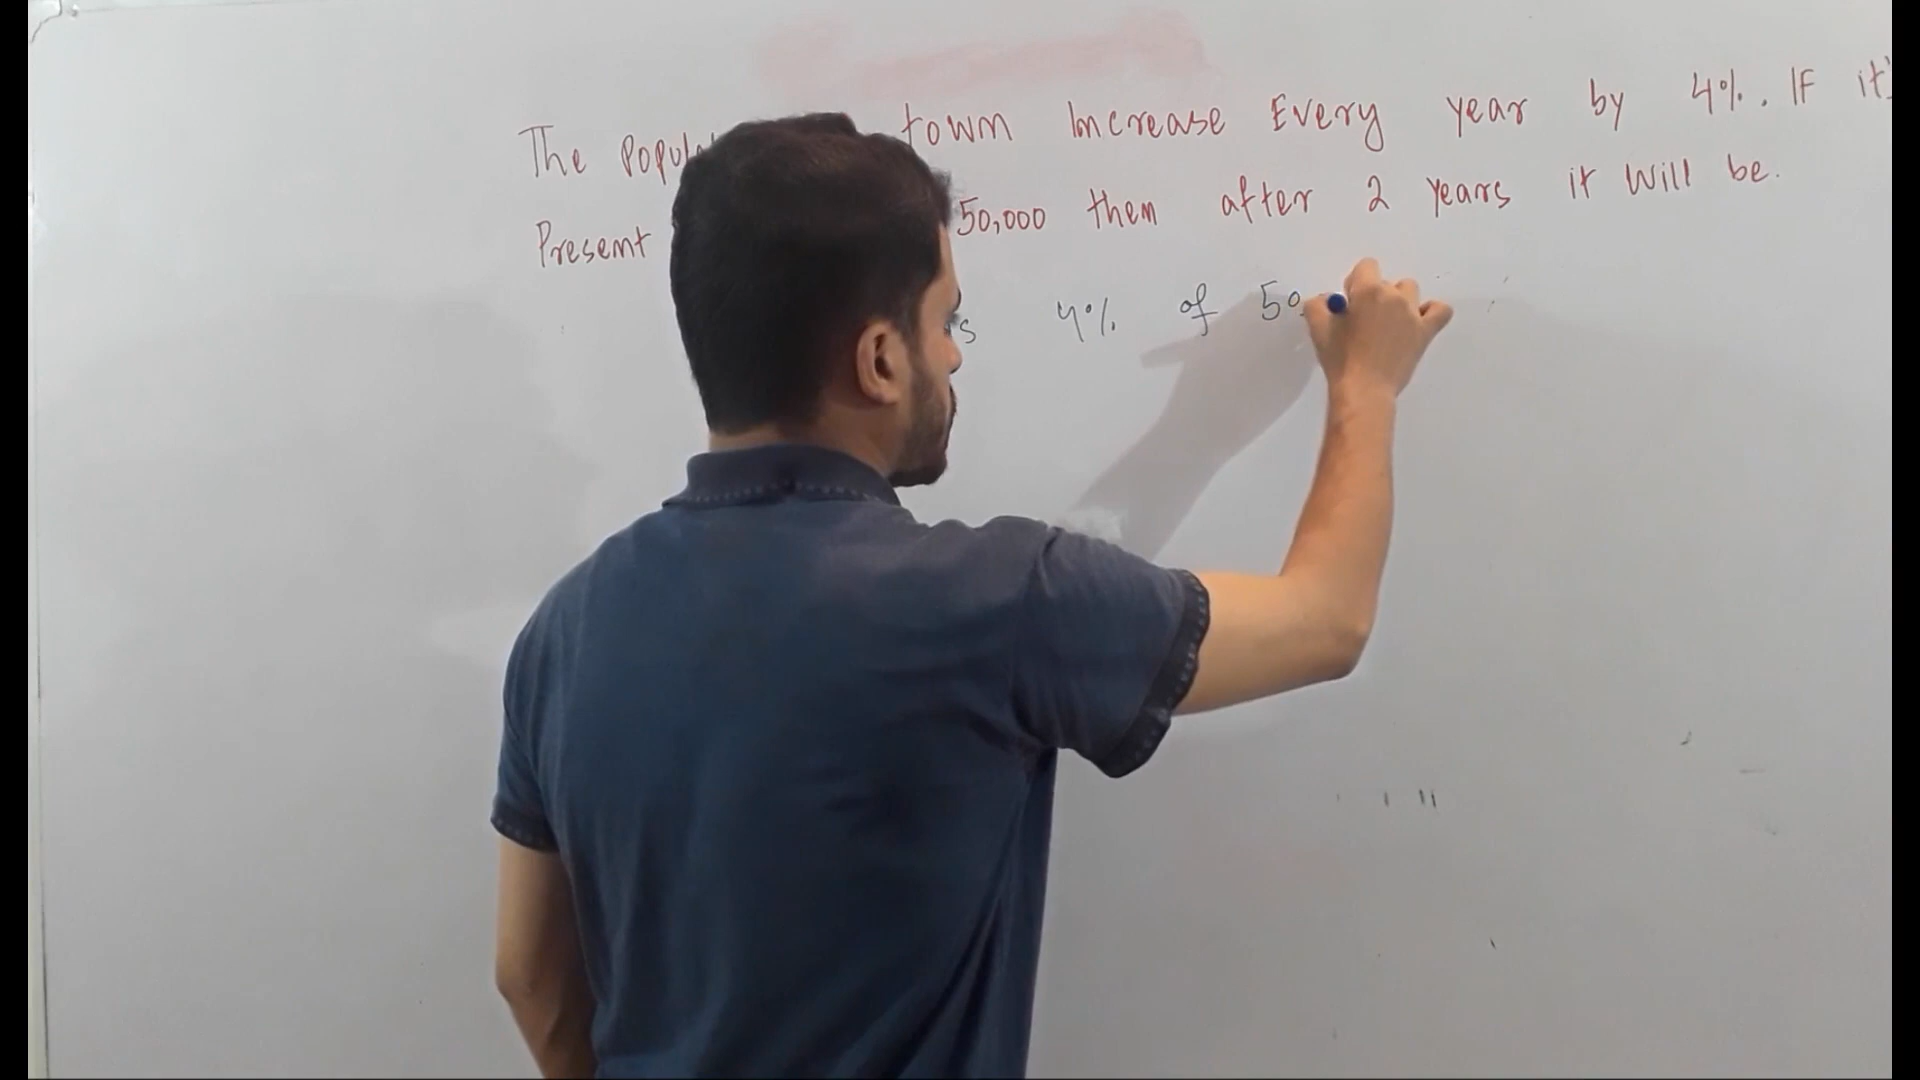 The town Increase Every year by 4%. If it's
Present 50,000 then after 2 Years it will be.
4% of 50